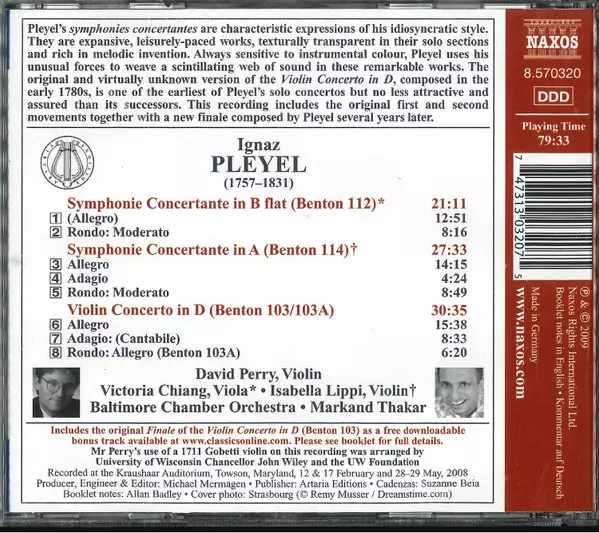 Pleyel's symphonies concertantes are characteristic expressions of his idiosyncratic style.
They are expansive, leisurely-paced works, texturally transparent in their solo sections
and rich in melodic invention. Always sensitive to instrumental colour, Pleyel uses his
unusual forces to weave a scintillating web of sound in these remarkable works. The
original and virtually unknown version of the Violin Concerto in D, composed in the
early 1780s, is one of the earliest of Pleyel's solo concertos but no less attractive and
assured than its successors. This recording includes the original first and second
movements together with a new finale composed by Pleyel several years later.
Ignaz
PLEYEL
(1757–1831)
Symphonie Concertante in B flat (Benton 112)* 21:11
1 (Allegro) 12:51
2 Rondo: Moderato 8:16
Symphonie Concertante in A (Benton 114)† 27:33
3 Allegro 14:15
4 Adagio 4:24
5 Rondo: Moderato 8:49
Violin Concerto in D (Benton 103/103A) 30:35
6 Allegro 15:38
7 Adagio: (Cantabile) 8:33
8 Rondo: Allegro (Benton 103A) 6:20
David Perry, Violin
Victoria Chiang, Viola* • Isabella Lippi, Violin†
Baltimore Chamber Orchestra • Markand Thakar
Includes the original Finale of the Violin Concerto in D (Benton 103) as a free downloadable
bonus track available at www.classicsonline.com. Please see booklet for full details.
Mr Perry's use of a 1711 Gobetti violin on this recording was arranged by
University of Wisconsin Chancellor John Wiley and the UW Foundation
Recorded at the Kraushaar Auditorium, Towson, Maryland, 12 & 17 February and 28–29 May, 2008
Producer, Engineer & Editor: Michael Mermagen • Publisher: Artaria Editions • Cadenzas: Suzanne Beia
Booklet notes: Allan Badley • Cover photo: Strasbourg (© Remy Musser / Dreamstime.com)
NAXOS
8.570320
DDD
Playing Time
79:33
7 47313 03207 5
℗ & © 2009
Naxos Rights International Ltd.
Booklet notes in English • Kommentar auf Deutsch
Made in Germany
www.naxos.com